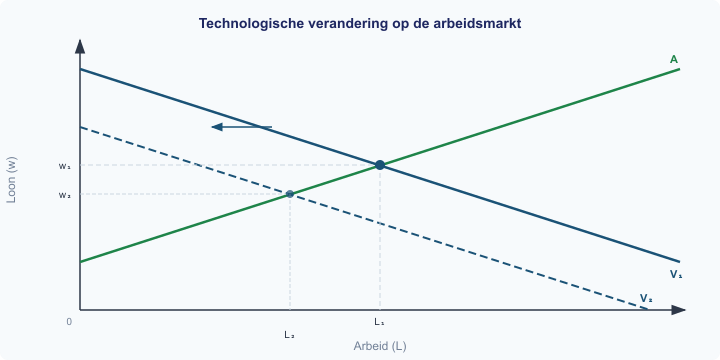 Technologische verandering op de arbeidsmarkt
A
w₁
w₂
Loon (w)
V₁
V₂
0
L₁
L₂
Arbeid (L)